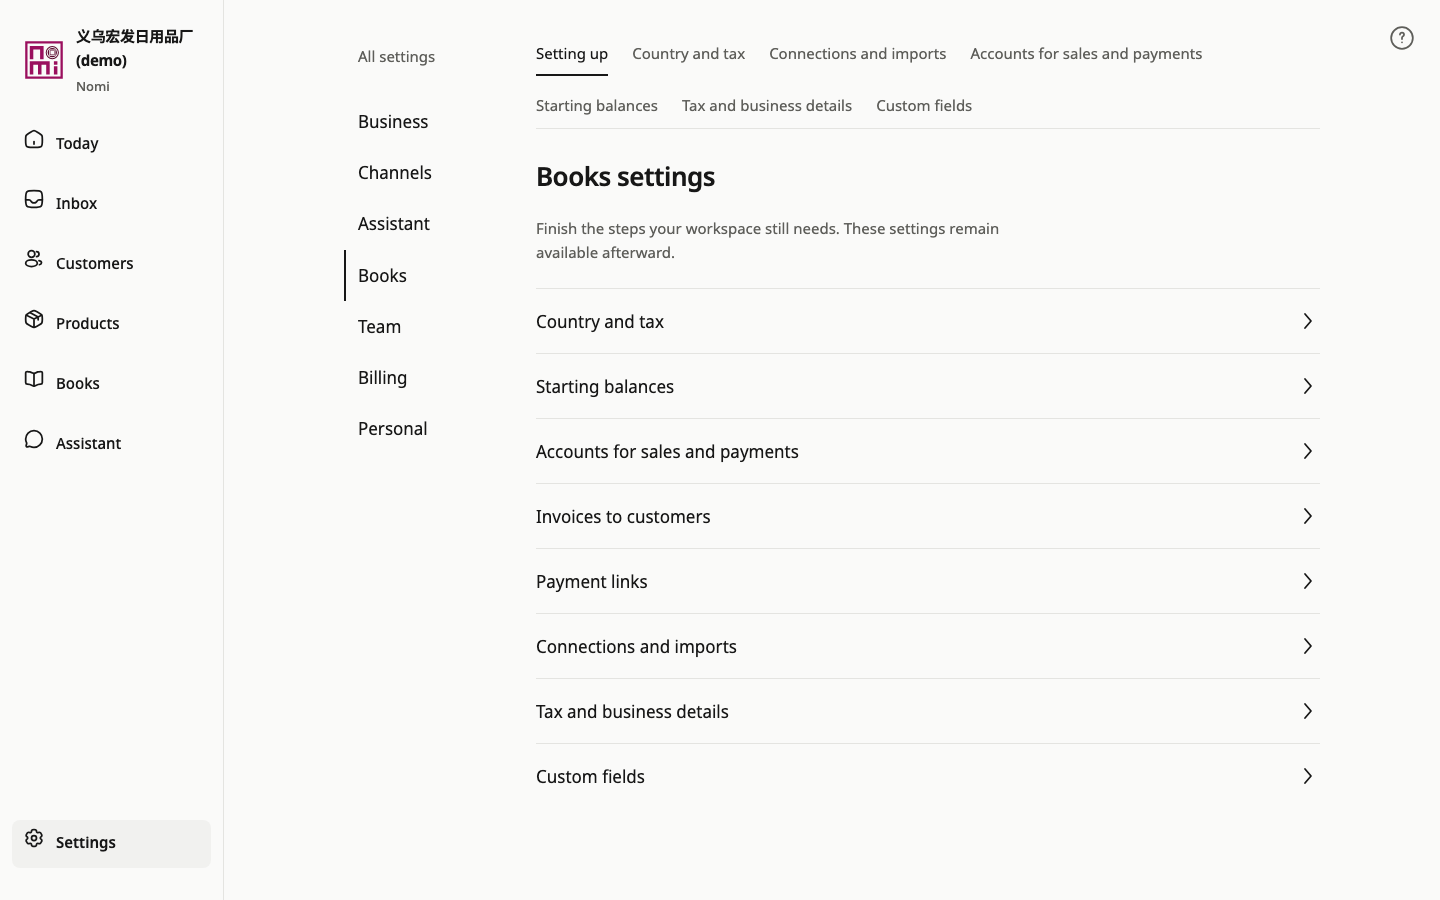 义乌宏发日用品厂
(demo)
Nomi
Today
Inbox
Customers
Products
Books
Assistant
Settings
All settings
Business
Channels
Assistant
Books
Team
Billing
Personal
Setting up
Country and tax
Connections and imports
Accounts for sales and payments
Starting balances
Tax and business details
Custom fields
Books settings
Finish the steps your workspace still needs. These settings remain
available afterward.
Country and tax
Starting balances
Accounts for sales and payments
Invoices to customers
Payment links
Connections and imports
Tax and business details
Custom fields